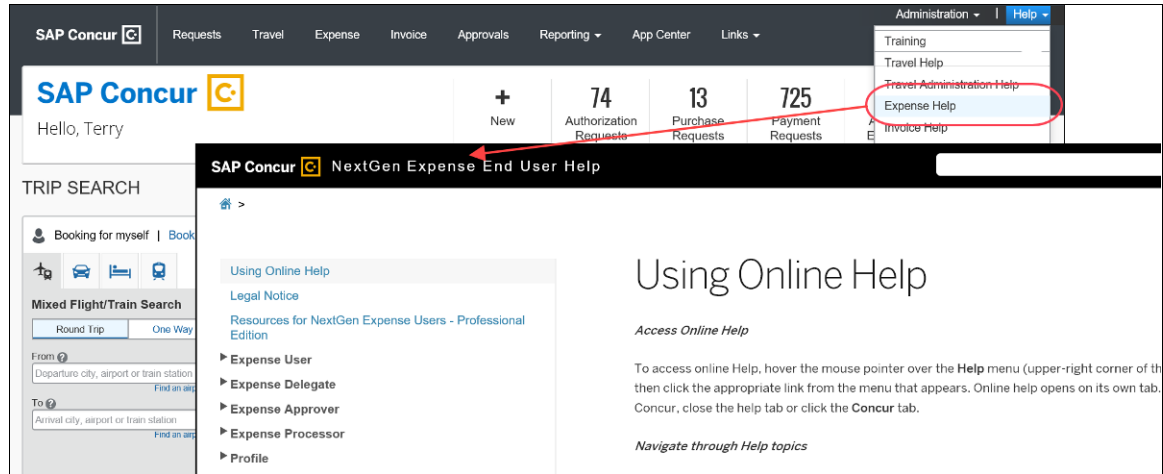 Administration | Help
SAP Concur C Requests Travel Expense Invoice Approvals Reporting App Center Links
Training
Travel Help
Travel Administration Help
Expense Help
Invoice Help
SAP Concur C
Hello, Terry
+
New
74
Authorization
Requests
13
Purchase
Requests
725
Payment
Requests
SAP Concur C NextGen Expense End User Help
TRIP SEARCH
>
Booking for myself | Book
Mixed Flight/Train Search
Round Trip One Way
From ?
Departure city, airport or train station
Find an airp
To ?
Arrival city, airport or train station
Find an airp
Using Online Help
Legal Notice
Resources for NextGen Expense Users - Professional
Edition
Expense User
Expense Delegate
Expense Approver
Expense Processor
Profile
Using Online Help
Access Online Help
To access online Help, hover the mouse pointer over the Help menu (upper-right corner of th
then click the appropriate link from the menu that appears. Online help opens on its own tab.
Concur, close the help tab or click the Concur tab.
Navigate through Help topics